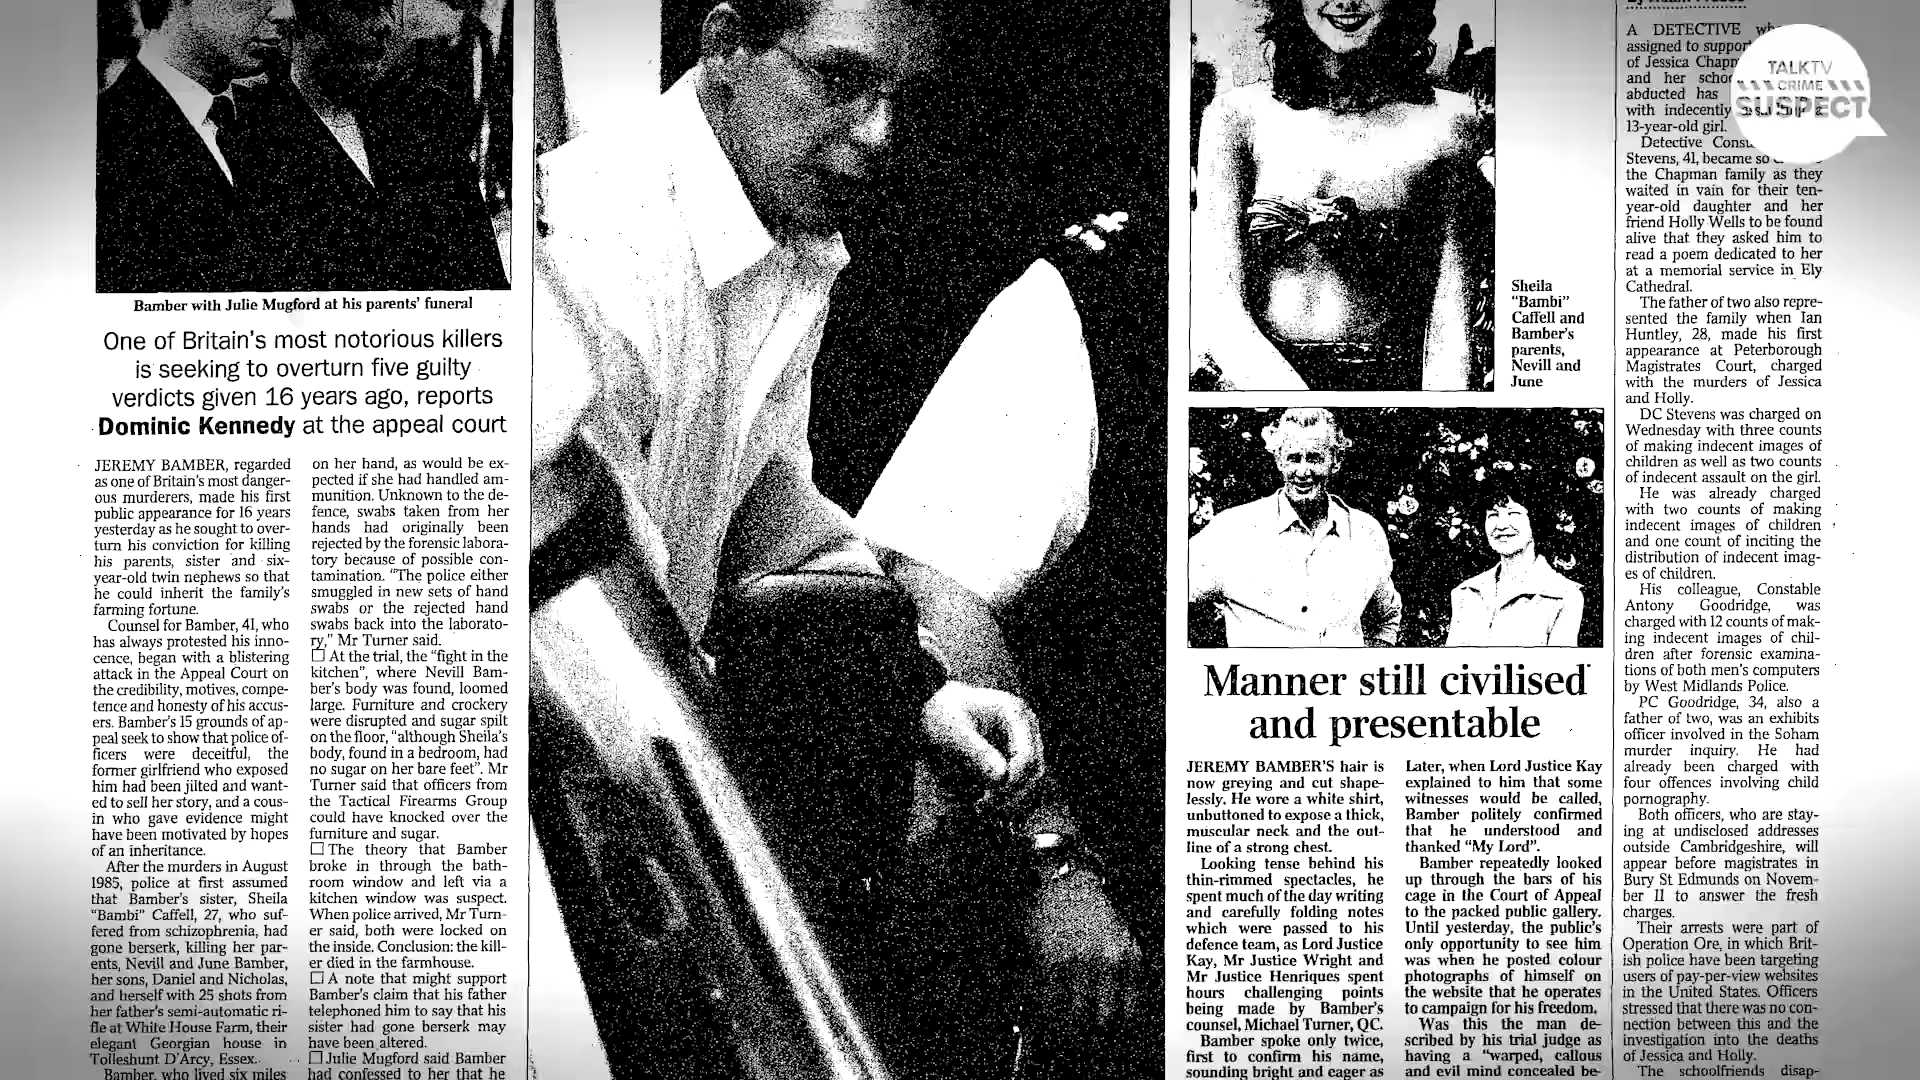 Bamber with Julie Mugford at his parents' funeral
One of Britain's most notorious killers
is seeking to overturn five guilty
verdicts given 16 years ago, reports
Dominic Kennedy at the appeal court
JEREMY BAMBER, regarded
as one of Britain's most danger-
ous murderers, made his first
public appearance for 16 years
yesterday as he sought to over-
turn his conviction for killing
his parents, sister and six-
year-old twin nephews so that
he could inherit the family's
farming fortune.
Counsel for Bamber, 41, who
has always protested his inno-
cence, began with a blistering
attack in the Appeal Court on
the credibility, motives, compe-
tence and honesty of his accus-
ers. Bamber's 15 grounds of ap-
peal seek to show that police of-
ficers were deceitful, the
former girlfriend who exposed
him had been jilted and want-
ed to sell her story, and a cous-
in who gave evidence might
have been motivated by hopes
of an inheritance.
After the murders in August
1985, police at first assumed
that Bamber's sister, Sheila
"Bambi" Caffell, 27, who suf-
fered from schizophrenia, had
gone berserk, killing her par-
ents, Nevill and June Bamber,
her sons, Daniel and Nicholas,
and herself with 25 shots from
her father's semi-automatic ri-
fle at White House Farm, their
elegant Georgian house in
Tolleshunt D'Arcy, Essex.
Bamber, who lived six miles
on her hand, as would be ex-
pected if she had handled am-
munition. Unknown to the de-
fence, swabs taken from her
hands had originally been
rejected by the forensic labora-
tory because of possible con-
tamination. "The police either
smuggled in new sets of hand
swabs or the rejected hand
swabs back into the laborato-
ry," Mr Turner said.
□ At the trial, the "fight in the
kitchen", where Nevill Bam-
ber's body was found, loomed
large. Furniture and crockery
were disrupted and sugar spilt
on the floor, "although Sheila's
body, found in a bedroom, had
no sugar on her bare feet". Mr
Turner said that officers from
the Tactical Firearms Group
could have knocked over the
furniture and sugar.
□ The theory that Bamber
broke in through the bath-
room window and left via a
kitchen window was suspect.
When police arrived, Mr Turn-
er said, both were locked on
the inside. Conclusion: the kill-
er died in the farmhouse.
□ A note that might support
Bamber's claim that his father
telephoned him to say that his
sister had gone berserk may
have been altered.
□ Julie Mugford said Bamber
had confessed to her that he
Sheila
"Bambi"
Caffell and
Bamber's
parents,
Nevill and
June
Manner still civilised
and presentable
JEREMY BAMBER'S hair is
now greying and cut shape-
lessly. He wore a white shirt,
unbuttoned to expose a thick,
muscular neck and the out-
line of a strong chest.
Looking tense behind his
thin-rimmed spectacles, he
spent much of the day writing
and carefully folding notes
which were passed to his
defence team, as Lord Justice
Kay, Mr Justice Wright and
Mr Justice Henriques spent
hours challenging points
being made by Bamber's
counsel, Michael Turner, QC.
Bamber spoke only twice,
first to confirm his name,
sounding bright and eager as
Later, when Lord Justice Kay
explained to him that some
witnesses would be called,
Bamber politely confirmed
that he understood and
thanked "My Lord".
Bamber repeatedly looked
up through the bars of his
cage in the Court of Appeal
to the packed public gallery.
Until yesterday, the public's
only opportunity to see him
was when he posted colour
photographs of himself on
the website that he operates
to campaign for his freedom.
Was this the man de-
scribed by his trial judge as
having a "warped, callous
and evil mind concealed be-
A DETECTIVE
assigned to support
of Jessica
and her
abducted has
with indecently
13-year-old girl.
Detective
Stevens, 41, became so
the Chapman family as they
waited in vain for their ten-
year-old daughter and her
friend Holly Wells to be found
alive that they asked him to
read a poem dedicated to her
at a memorial service in Ely
Cathedral.
The father of two also repre-
sented the family when Ian
Huntley, 28, made his first
appearance at Peterborough
Magistrates Court, charged
with the murders of Jessica
and Holly.
DC Stevens was charged on
Wednesday with three counts
of making indecent images of
children as well as two counts
of indecent assault on the girl.
He was already charged
with two counts of making
indecent images of children
and one count of inciting the
distribution of indecent imag-
es of children.
His colleague, Constable
Antony Goodridge, was
charged with 12 counts of mak-
ing indecent images of chil-
dren after forensic examina-
tions of both men's computers
by West Midlands Police.
PC Goodridge, 34, also a
father of two, was an exhibits
officer involved in the Soham
murder inquiry. He had
already been charged with
four offences involving child
pornography.
Both officers, who are stay-
ing at undisclosed addresses
outside Cambridgeshire, will
appear before magistrates in
Bury St Edmunds on Novem-
ber 11 to answer the fresh
charges.
Their arrests were part of
Operation Ore, in which Brit-
ish police have been targeting
users of pay-per-view websites
in the United States. Officers
stressed that there was no con-
nection between this and the
investigation into the deaths
of Jessica and Holly.
The schoolfriends disap-
TALKTV
CRIME
SUSPECT